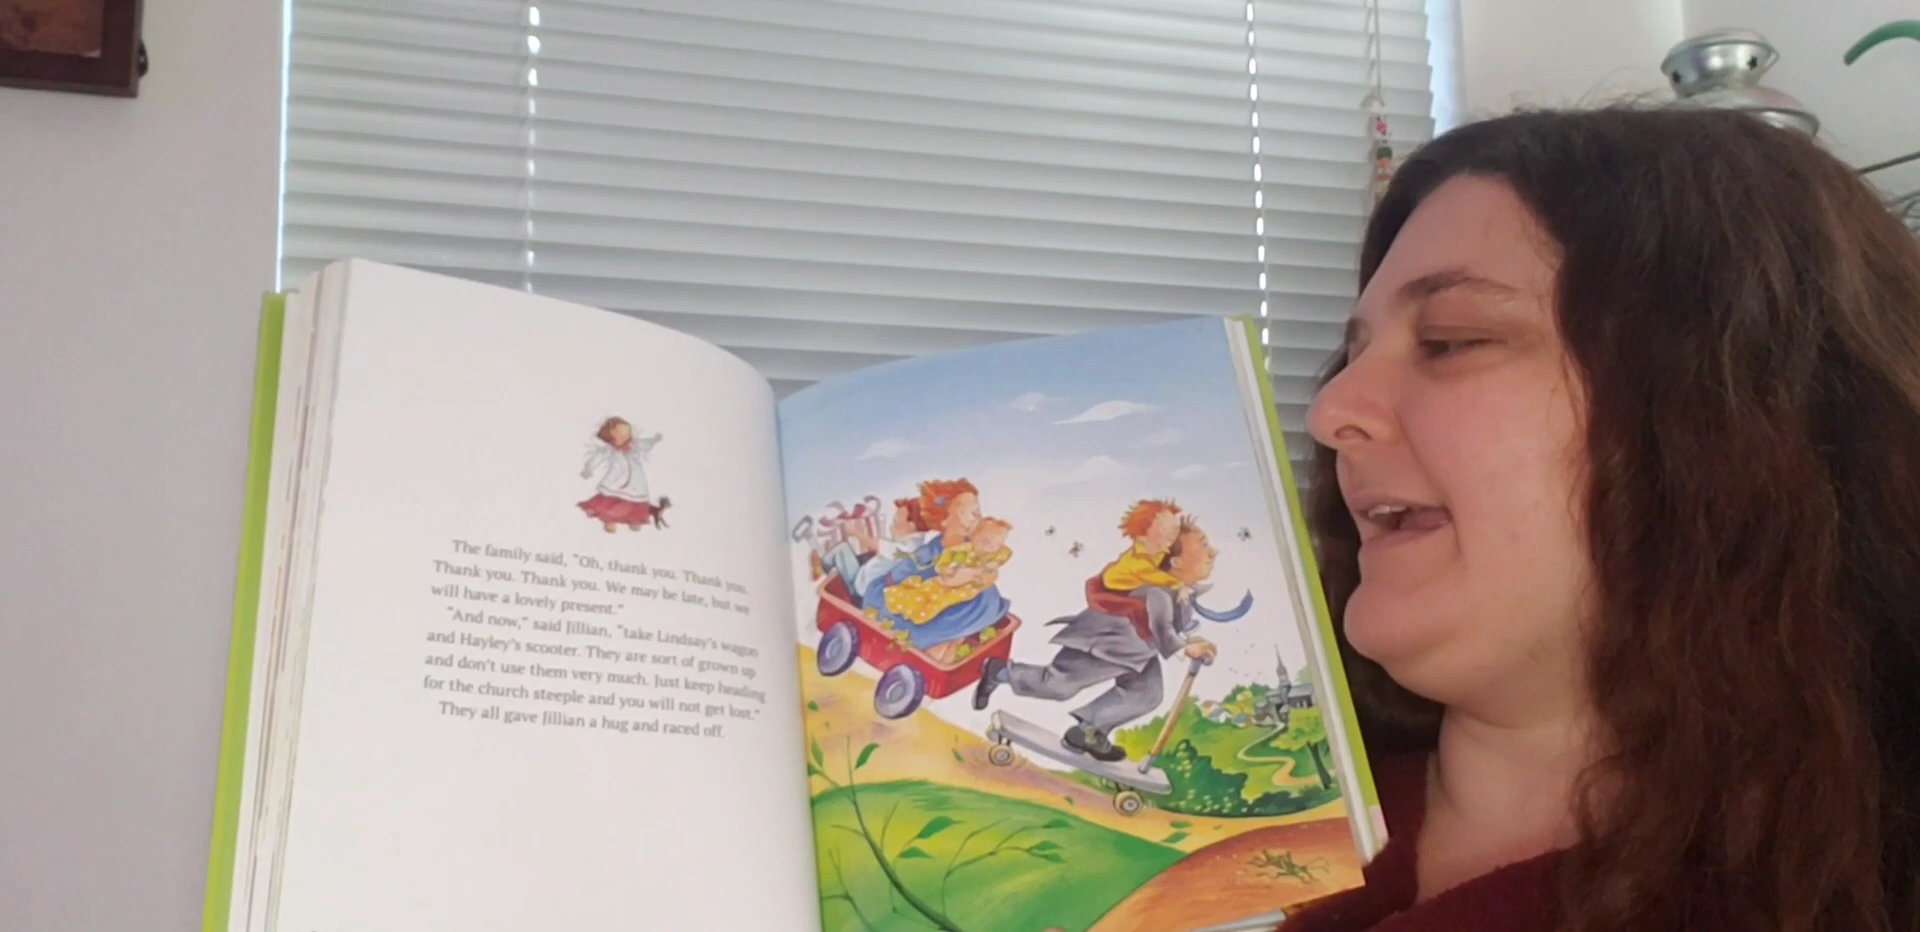 The family said, "Oh, thank you. Thank you.
Thank you. Thank you. We may be late, but we
will have a lovely present."
"And now," said Jillian, "take Lindsay's wagon
and Hayley's scooter. They are sort of grown up
and don't use them very much. Just keep heading
for the church steeple and you will not get lost."
They all gave Jillian a hug and raced off.